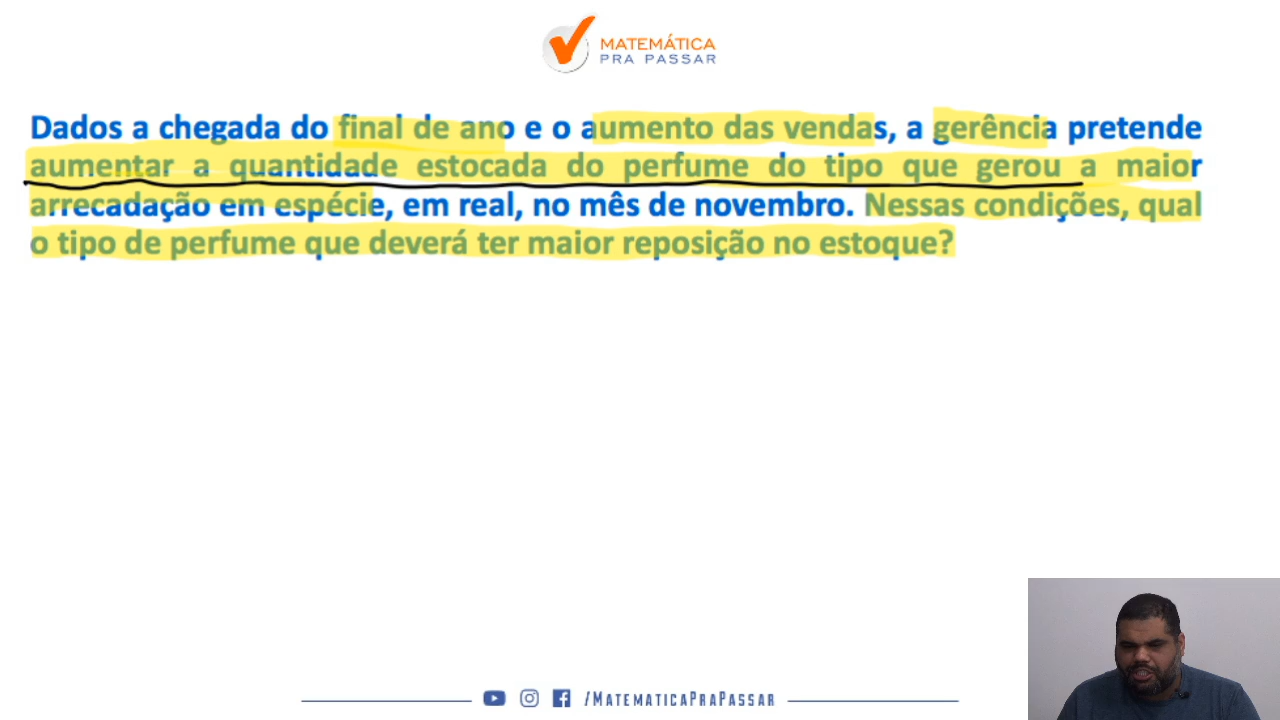 MATEMÁTICA
PRA PASSAR
Dados a chegada do final de ano e o aumento das vendas, a gerência pretende
aumentar a quantidade estocada do perfume do tipo que gerou a maior
arrecadação em espécie, em real, no mês de novembro. Nessas condições, qual
o tipo de perfume que deverá ter maior reposição no estoque?
/MATEMATICAPRAPASSAR